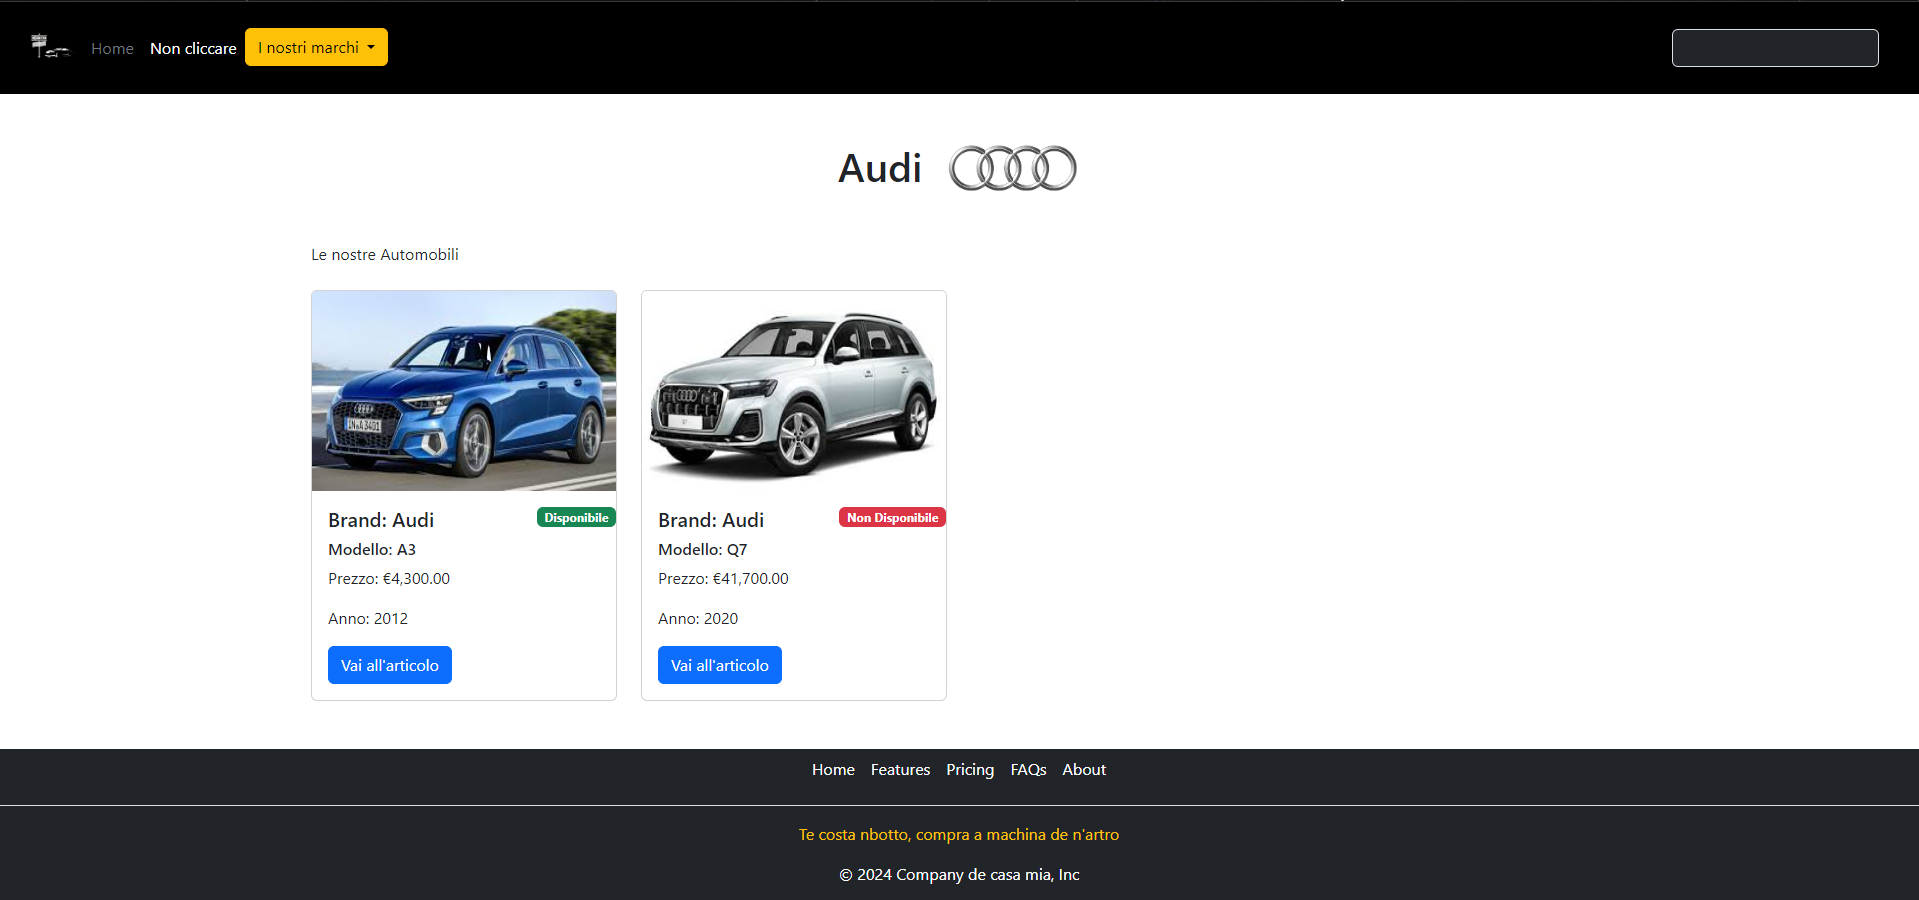 Home Non cliccare I nostri marchi
Audi
Le nostre Automobili
Brand: Audi Disponibile
Modello: A3
Prezzo: €4,300.00
Anno: 2012
Vai all'articolo
Brand: Audi Non Disponibile
Modello: Q7
Prezzo: €41,700.00
Anno: 2020
Vai all'articolo
Home Features Pricing FAQs About
Te costa nbotto, compra a machina de n'artro
© 2024 Company de casa mia, Inc